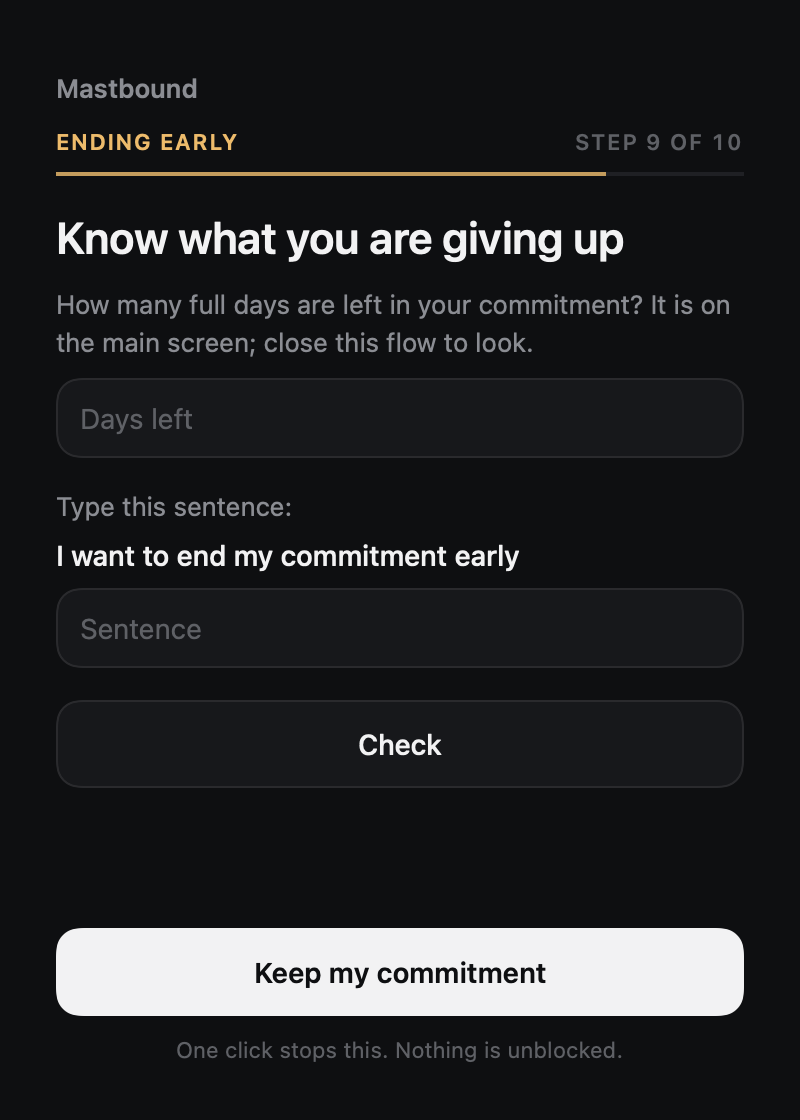 Mastbound
ENDING EARLY
STEP 9 OF 10
Know what you are giving up
How many full days are left in your commitment? It is on
the main screen; close this flow to look.
Days left
Type this sentence:
I want to end my commitment early
Sentence
Check
Keep my commitment
One click stops this. Nothing is unblocked.